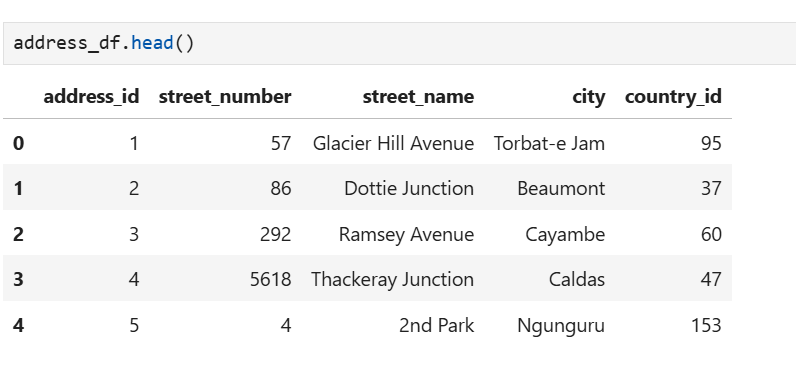 address_df.head()
address_id street_number street_name city country_id
0 1 57 Glacier Hill Avenue Torbat-e Jam 95
1 2 86 Dottie Junction Beaumont 37
2 3 292 Ramsey Avenue Cayambe 60
3 4 5618 Thackeray Junction Caldas 47
4 5 4 2nd Park Ngunguru 153